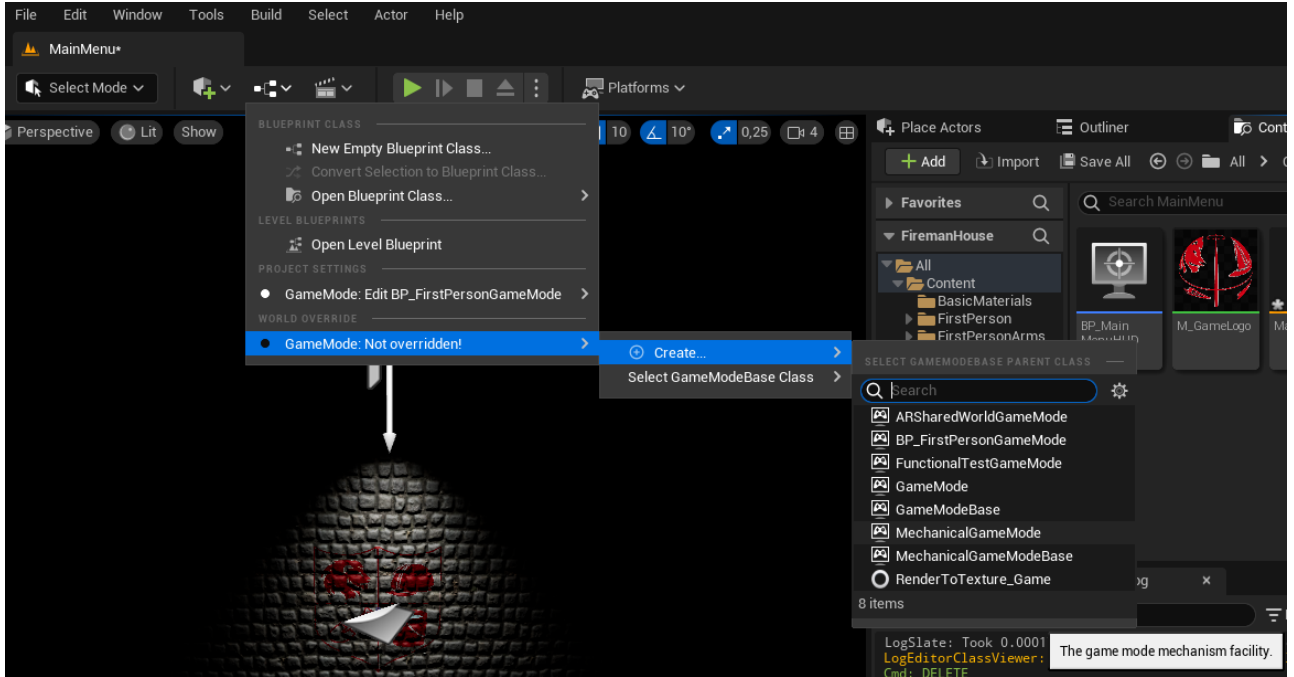 File Edit Window Tools Build Select Actor Help
MainMenu*
Select Mode
Platforms
Perspective Lit Show
10 10° 0,25 4
BLUEPRINT CLASS
New Empty Blueprint Class...
Convert Selection to Blueprint Class...
Open Blueprint Class...
LEVEL BLUEPRINTS
Open Level Blueprint
PROJECT SETTINGS
GameMode: Edit BP_FirstPersonGameMode
WORLD OVERRIDE
GameMode: Not overridden!
Create...
Select GameModeBase Class
Place Actors Outliner Cont
Add Import Save All All
Favorites
Search MainMenu
FiremanHouse
All
Content
BasicMaterials
FirstPerson
FirstPersonArms
BP_Main
MenuHUD
M_GameLogo
Ma
SELECT GAMEMODEBASE PARENT CLASS
Search
ARSharedWorldGameMode
BP_FirstPersonGameMode
FunctionalTestGameMode
GameMode
GameModeBase
MechanicalGameMode
MechanicalGameModeBase
RenderToTexture_Game
8 items
og
LogSlate: Took 0.0001
LogEditorClassViewer:
Cmd: DELETE
The game mode mechanism facility.